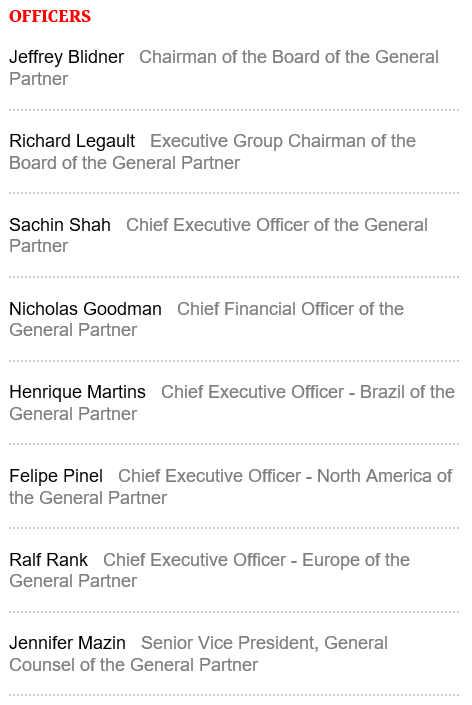 OFFICERS
Jeffrey Blidner Chairman of the Board of the General
Partner
Richard Legault Executive Group Chairman of the
Board of the General Partner
Sachin Shah Chief Executive Officer of the General
Partner
Nicholas Goodman Chief Financial Officer of the
General Partner
Henrique Martins Chief Executive Officer - Brazil of the
General Partner
Felipe Pinel Chief Executive Officer - North America of
the General Partner
Ralf Rank Chief Executive Officer - Europe of the
General Partner
Jennifer Mazin Senior Vice President, General
Counsel of the General Partner